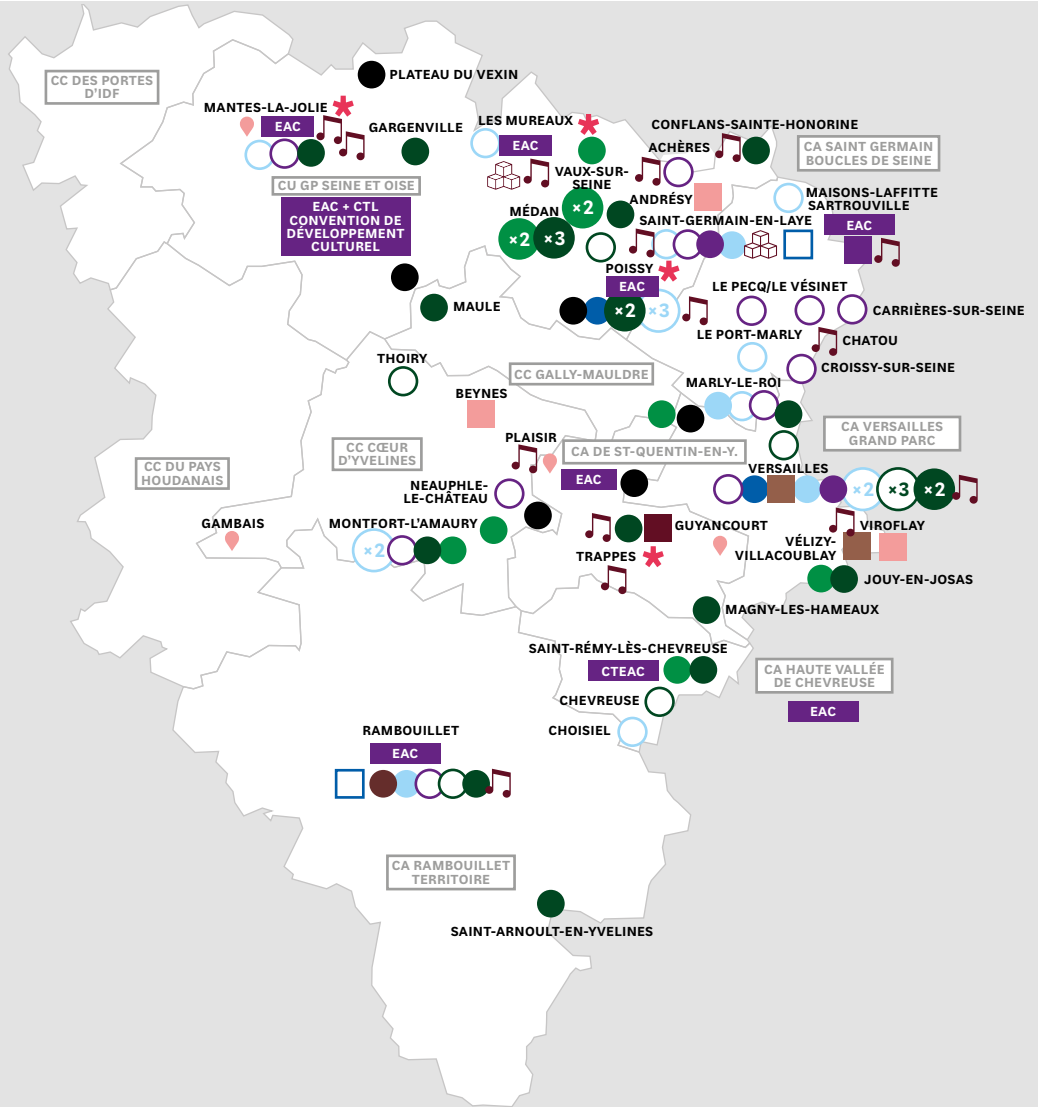 PLATEAU DU VEXIN
CC DES PORTES
D'IDF
MANTES-LA-JOLIE
EAC
GARGENVILLE
LES MUREAUX
EAC
CONFLANS-SAINTE-HONORINE
ACHÈRES
CA SAINT GERMAIN
BOUCLES DE SEINE
CU GP SEINE ET OISE
EAC + CTL
CONVENTION DE
DÉVELOPPEMENT
CULTUREL
VAUX-SUR-
SEINE
×2
ANDRÉSY
MAISONS-LAFFITTE
SARTROUVILLE
EAC
MÉDAN
×2
×3
SAINT-GERMAIN-EN-LAYE
POISSY
EAC
×2
×3
LE PECQ/LE VÉSINET
CARRIÈRES-SUR-SEINE
MAULE
LE PORT-MARLY
CHATOU
CROISSY-SUR-SEINE
THOIRY
CC GALLY-MAULDRE
MARLY-LE-ROI
BEYNES
CA VERSAILLES
GRAND PARC
CC CŒUR
D'YVELINES
PLAISIR
CA DE ST-QUENTIN-EN-Y.
EAC
CC DU PAYS
HOUDANAIS
VERSAILLES
×2
×3
×2
NEAUPHLE-
LE-CHÂTEAU
GAMBAIS
MONTFORT-L'AMAURY
×2
GUYANCOURT
VIROFLAY
VÉLIZY-
VILLACOUBLAY
TRAPPES
JOUY-EN-JOSAS
MAGNY-LES-HAMEAUX
SAINT-RÉMY-LÈS-CHEVREUSE
CTEAC
CA HAUTE VALLÉE
DE CHEVREUSE
EAC
CHEVREUSE
CHOISIEL
RAMBOUILLET
EAC
CA RAMBOUILLET
TERRITOIRE
SAINT-ARNOULT-EN-YVELINES